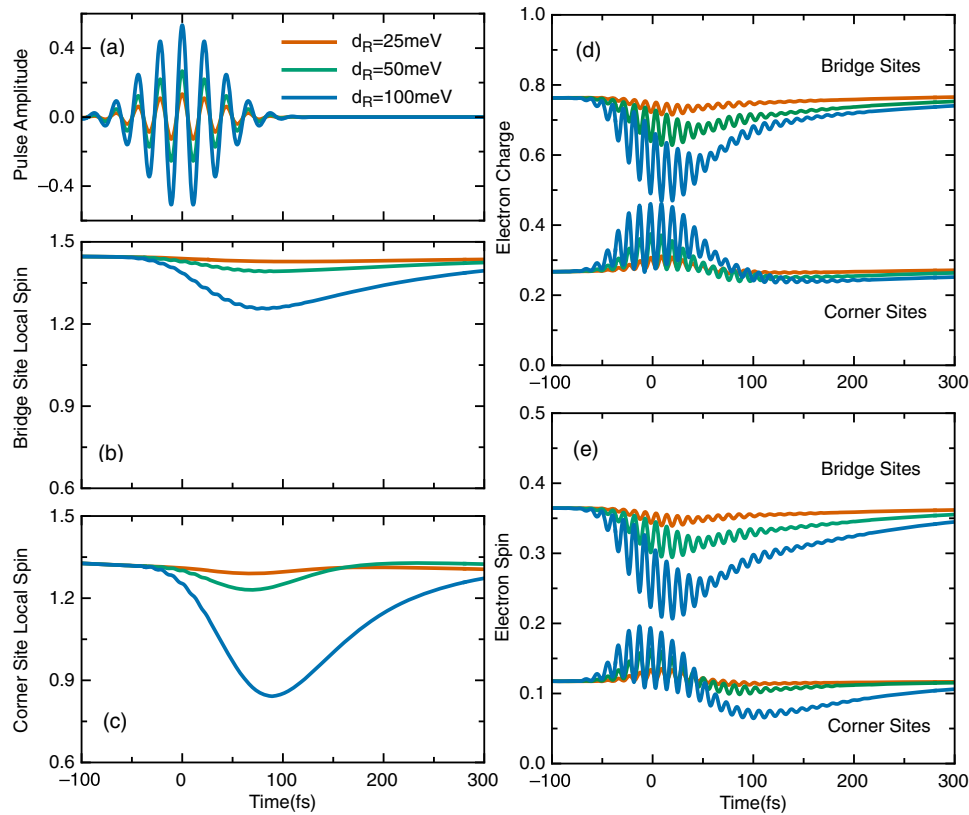 (a)
d_R=25meV
d_R=50meV
d_R=100meV
Pulse Amplitude
0.4
0.0
−0.4
Bridge Site Local Spin
1.5
1.2
0.9
0.6
(b)
Corner Site Local Spin
1.5
1.2
0.9
0.6
(c)
−100
0
100
200
300
Time(fs)
(d)
Bridge Sites
Corner Sites
Electron Charge
1.0
0.8
0.6
0.4
0.2
0.0
−100
0
100
200
300
(e)
Bridge Sites
Corner Sites
Electron Spin
0.5
0.4
0.3
0.2
0.1
0.0
−100
0
100
200
300
Time(fs)